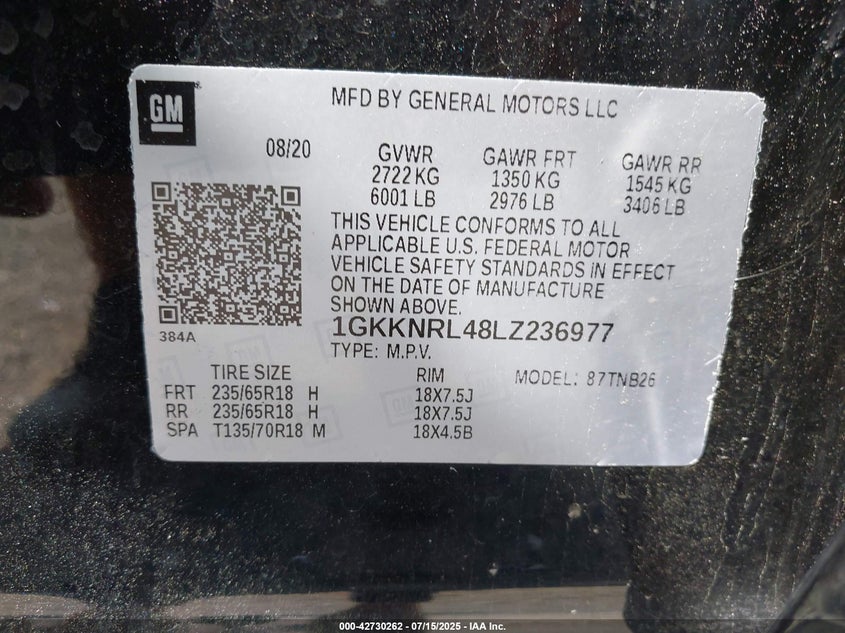 GM
MFD BY GENERAL MOTORS LLC
08/20
GVWR GAWR FRT GAWR RR
2722 KG 1350 KG 1545 KG
6001 LB 2976 LB 3406 LB
THIS VEHICLE CONFORMS TO ALL
APPLICABLE U.S. FEDERAL MOTOR
VEHICLE SAFETY STANDARDS IN EFFECT
ON THE DATE OF MANUFACTURE
SHOWN ABOVE.
384A
1GKKNRL48LZ236977
TYPE: M.P.V.
TIRE SIZE RIM MODEL: 87TNB26
FRT 235/65R18 H 18X7.5J
RR 235/65R18 H 18X7.5J
SPA T135/70R18 M 18X4.5B
000-42730262 - 07/15/2025 - IAA Inc.